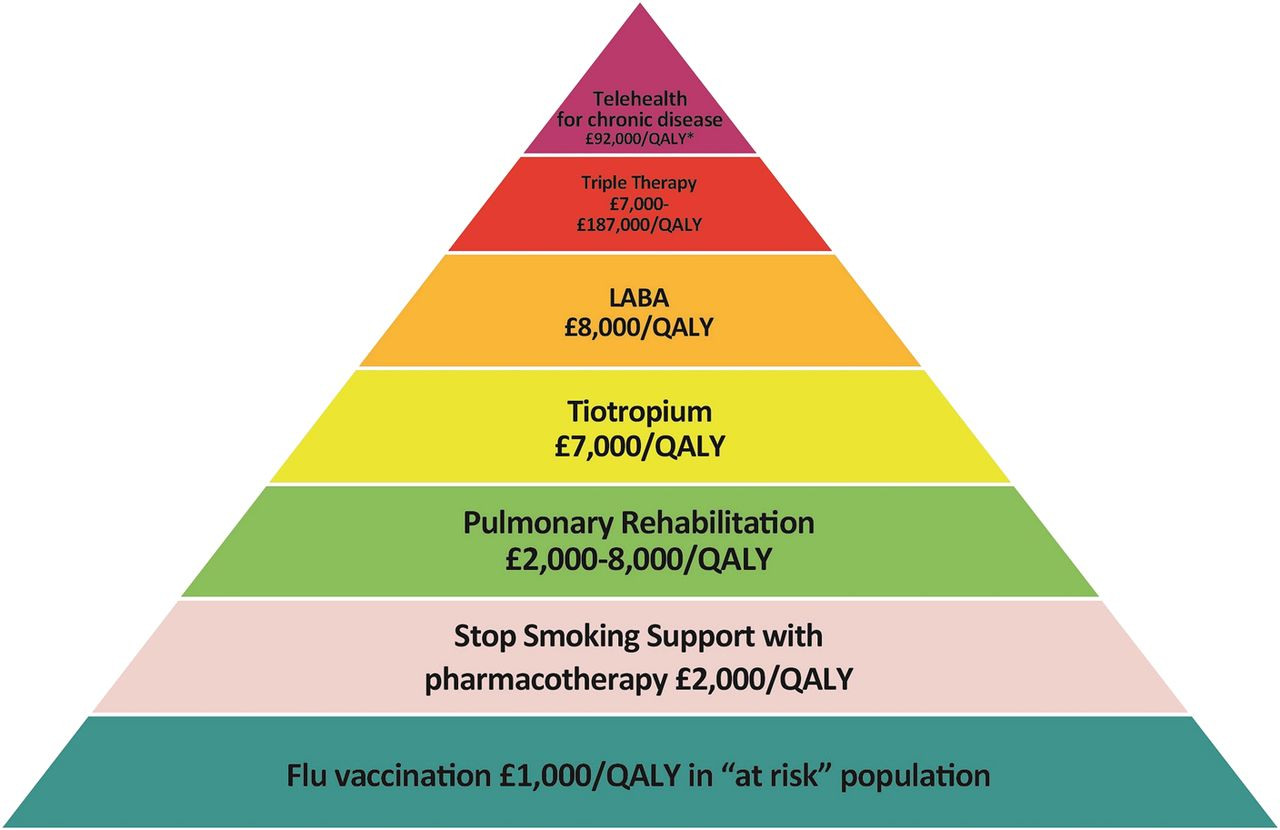 Telehealth
for chronic disease
£92,000/QALY*
Triple Therapy
£7,000-
£187,000/QALY
LABA
£8,000/QALY
Tiotropium
£7,000/QALY
Pulmonary Rehabilitation
£2,000-8,000/QALY
Stop Smoking Support with
pharmacotherapy £2,000/QALY
Flu vaccination £1,000/QALY in “at risk” population